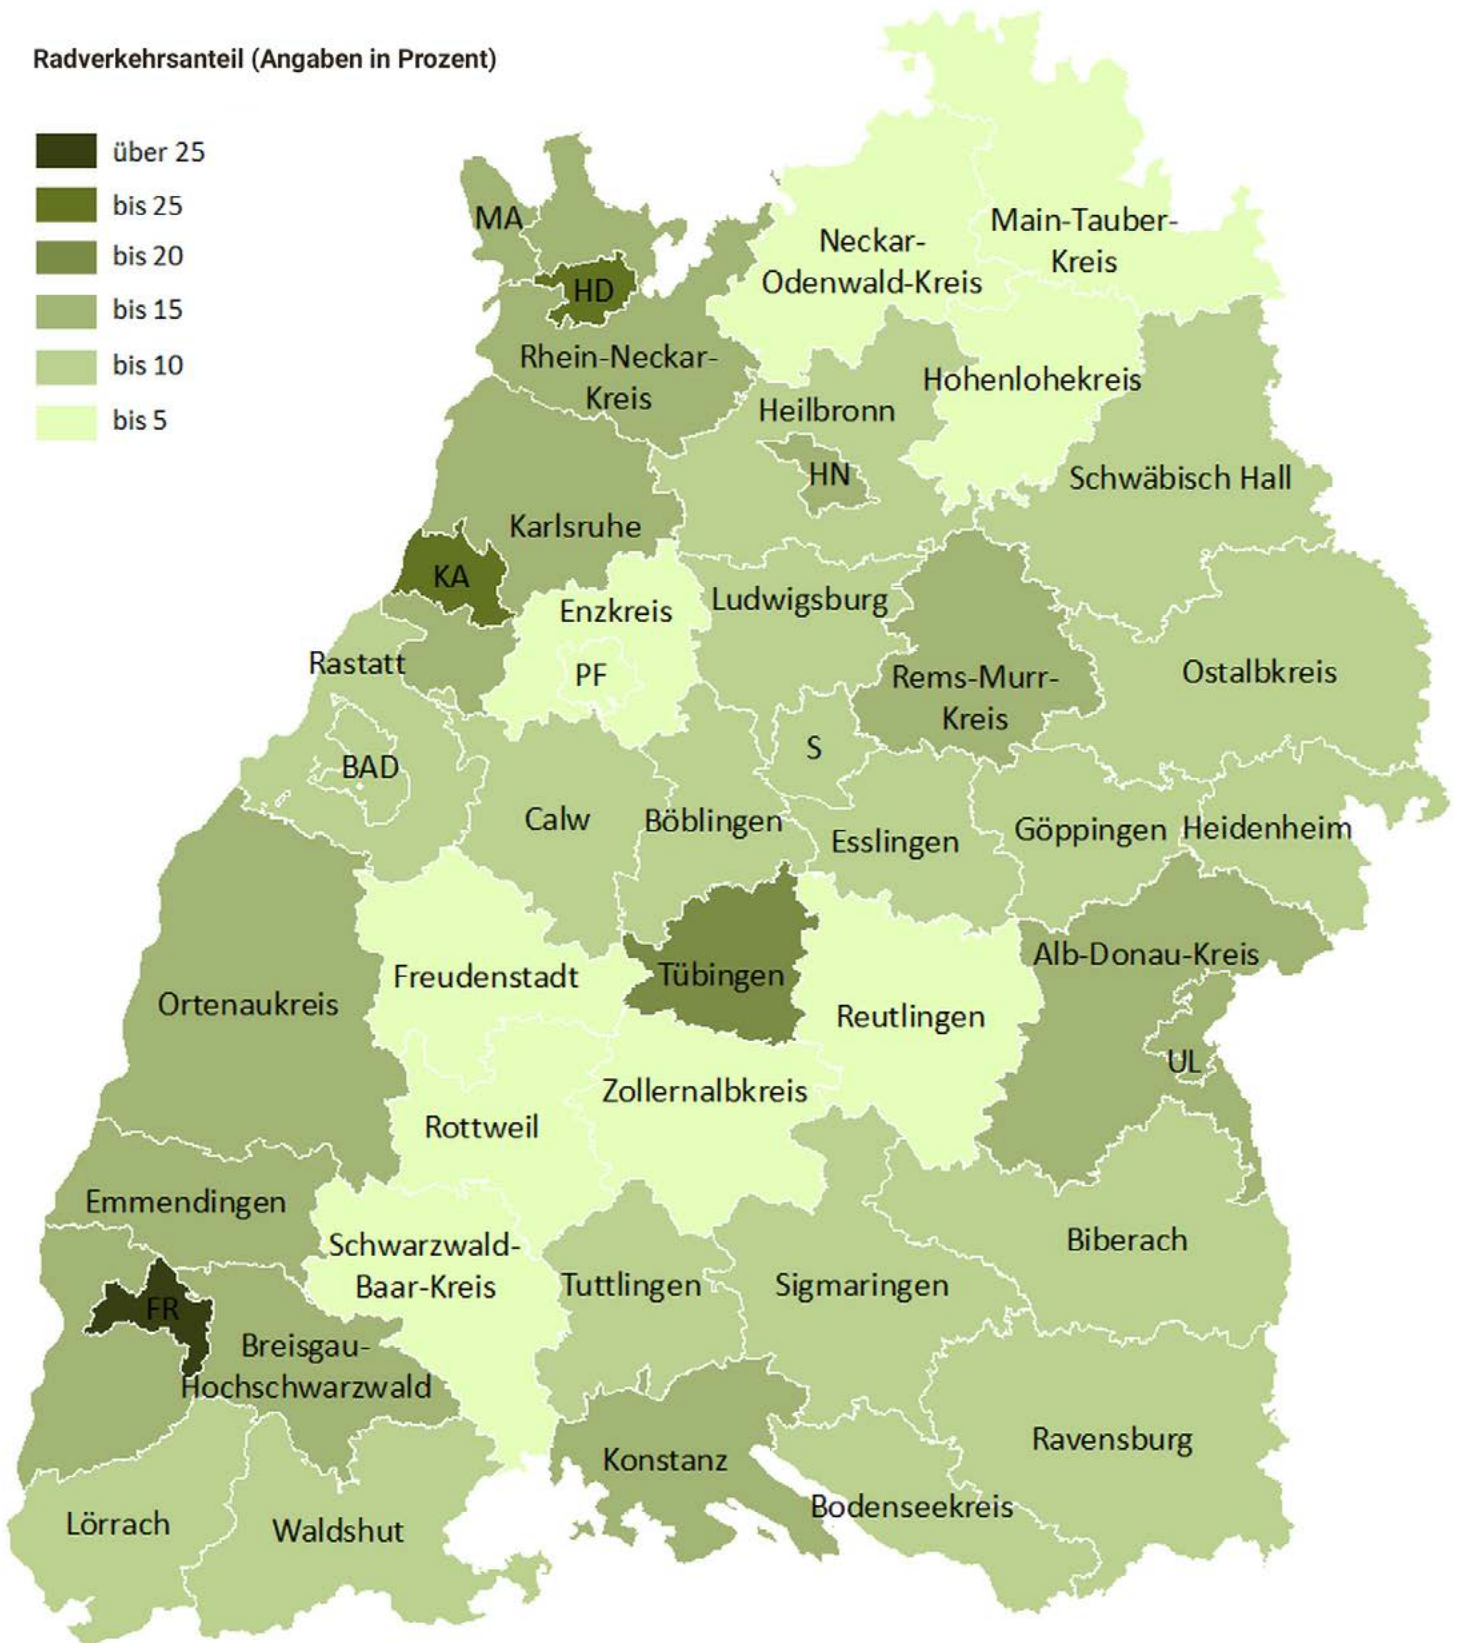 Radverkehrsanteil (Angaben in Prozent)
über 25
bis 25
bis 20
bis 15
bis 10
bis 5
MA
HD
Rhein-Neckar-
Kreis
Neckar-
Odenwald-Kreis
Main-Tauber-
Kreis
Hohenlohekreis
Heilbronn
HN
Schwäbisch Hall
Karlsruhe
KA
Enzkreis
PF
Ludwigsburg
Rastatt
Rems-Murr-
Kreis
Ostalbkreis
BAD
S
Calw
Böblingen
Esslingen
Göppingen
Heidenheim
Freudenstadt
Tübingen
Reutlingen
Alb-Donau-Kreis
UL
Ortenaukreis
Rottweil
Zollernalbkreis
Emmendingen
Schwarzwald-
Baar-Kreis
Tuttlingen
Sigmaringen
Biberach
FR
Breisgau-
Hochschwarzwald
Konstanz
Ravensburg
Bodenseekreis
Lörrach
Waldshut